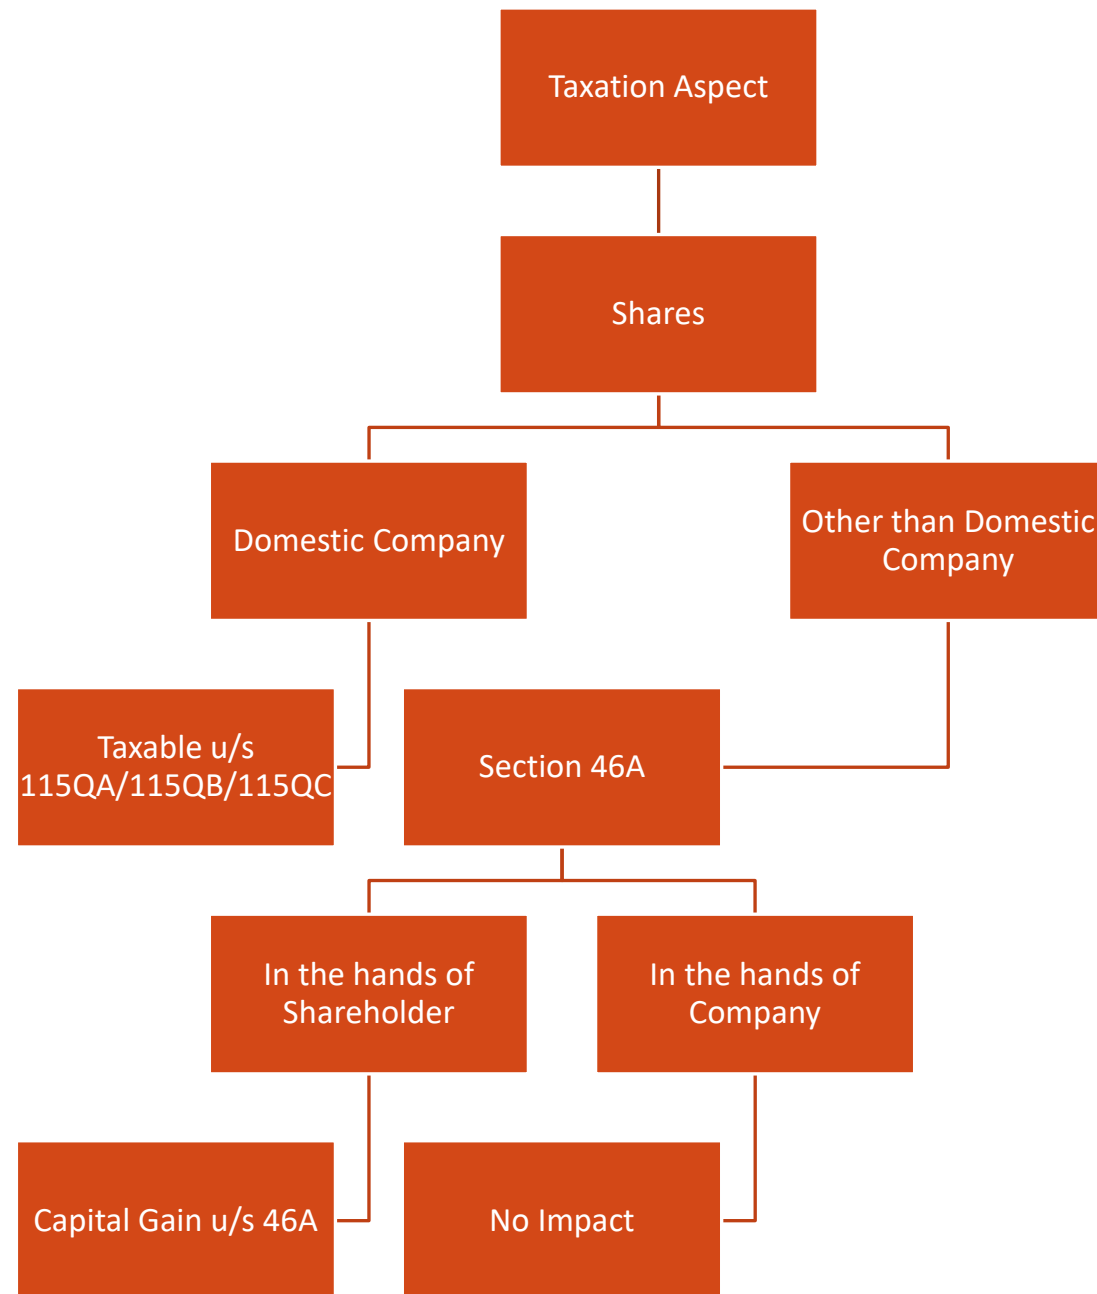 Taxation Aspect
Shares
Domestic Company
Other than Domestic
Company
Taxable u/s
115QA/115QB/115QC
Section 46A
In the hands of
Shareholder
In the hands of
Company
Capital Gain u/s 46A
No Impact